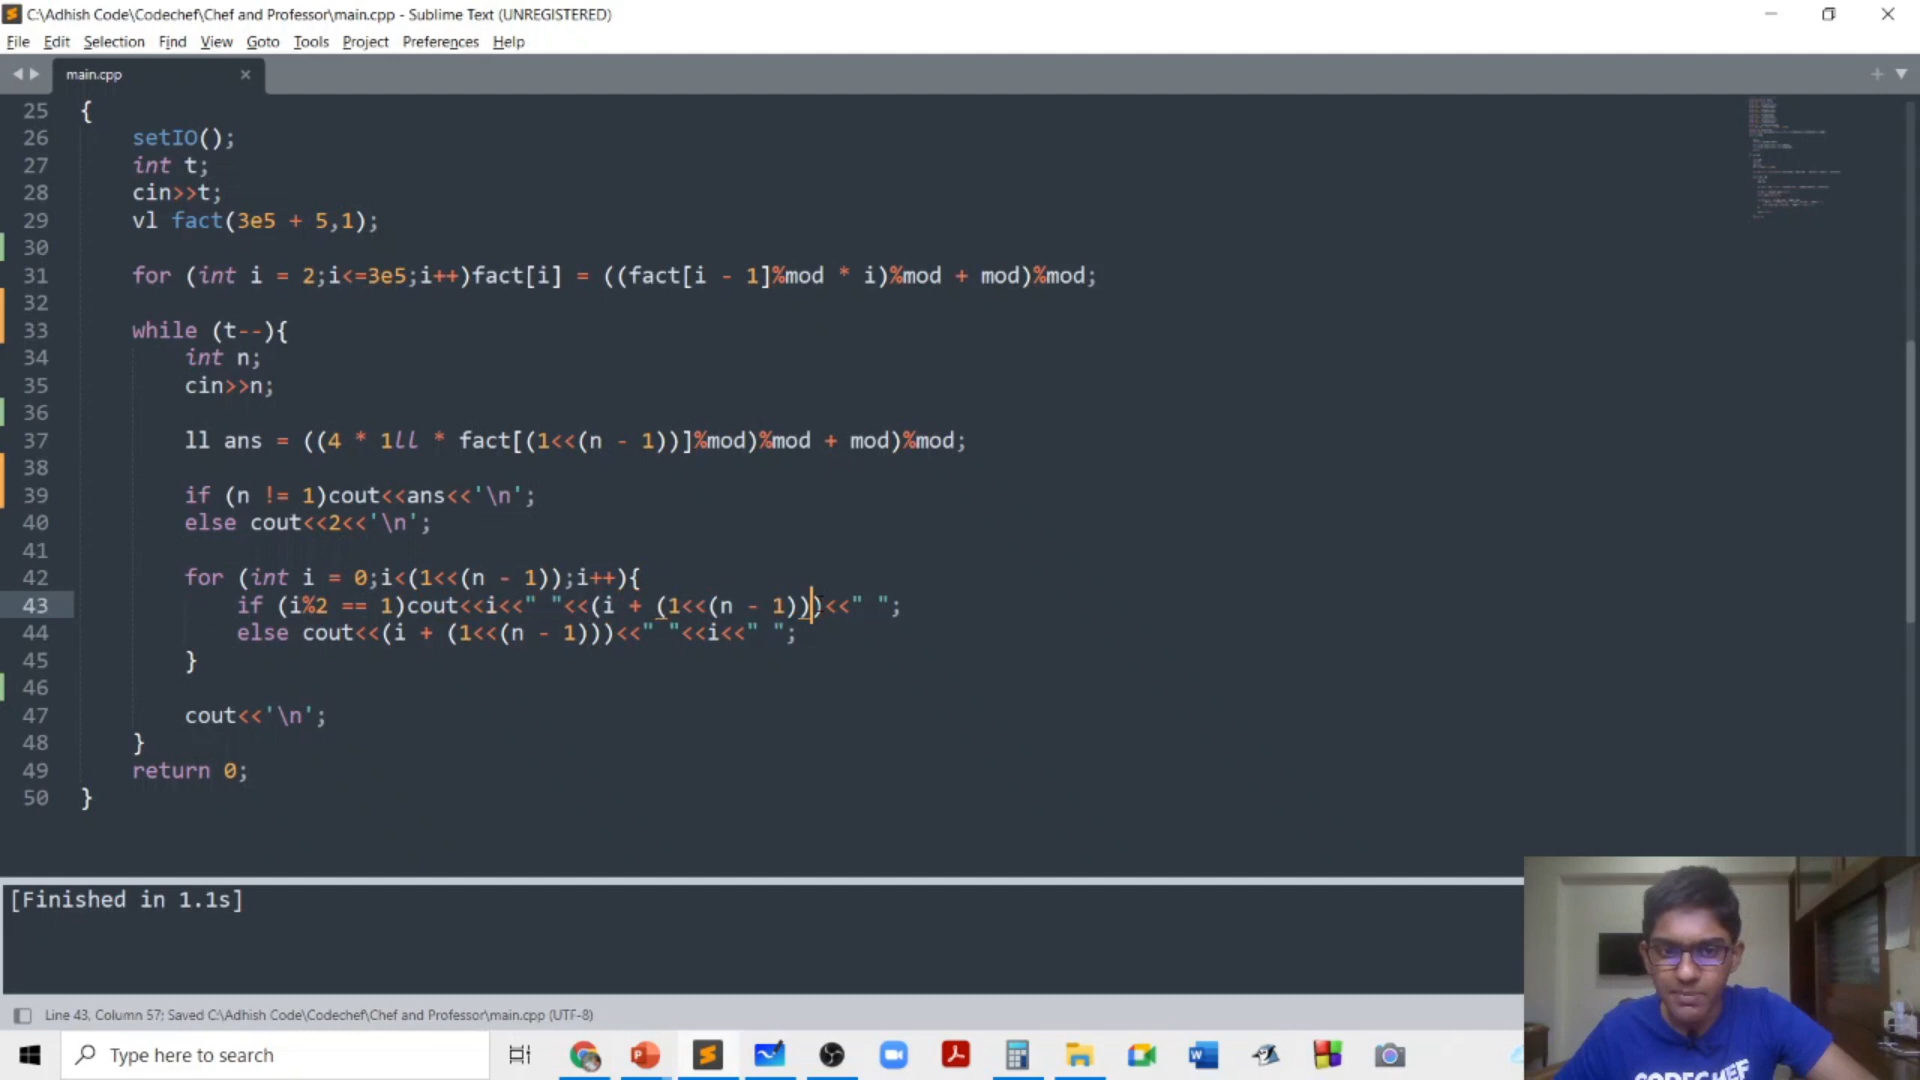 C:\Adhish Code\Codechef\Chef and Professor\main.cpp - Sublime Text (UNREGISTERED)
File Edit Selection Find View Goto Tools Project Preferences Help
main.cpp
25 {
26 setIO();
27 int t;
28 cin>>t;
29 vl fact(3e5 + 5,1);
30
31 for (int i = 2;i<=3e5;i++)fact[i] = ((fact[i - 1]%mod * i)%mod + mod)%mod;
32
33 while (t--){
34 int n;
35 cin>>n;
36
37 ll ans = ((4 * 1ll * fact[(1<<(n - 1))]%mod)%mod + mod)%mod;
38
39 if (n != 1)cout<<ans<<'\n';
40 else cout<<2<<'\n';
41
42 for (int i = 0;i<(1<<(n - 1));i++){
43 if (i%2 == 1)cout<<i<<" "<<(i + (1<<(n - 1)))<<" ";
44 else cout<<(i + (1<<(n - 1)))<<" "<<i<<" ";
45 }
46
47 cout<<'\n';
48 }
49 return 0;
50 }
[Finished in 1.1s]
Line 43, Column 57; Saved C:\Adhish Code\Codechef\Chef and Professor\main.cpp (UTF-8)
Type here to search
CODECHEF